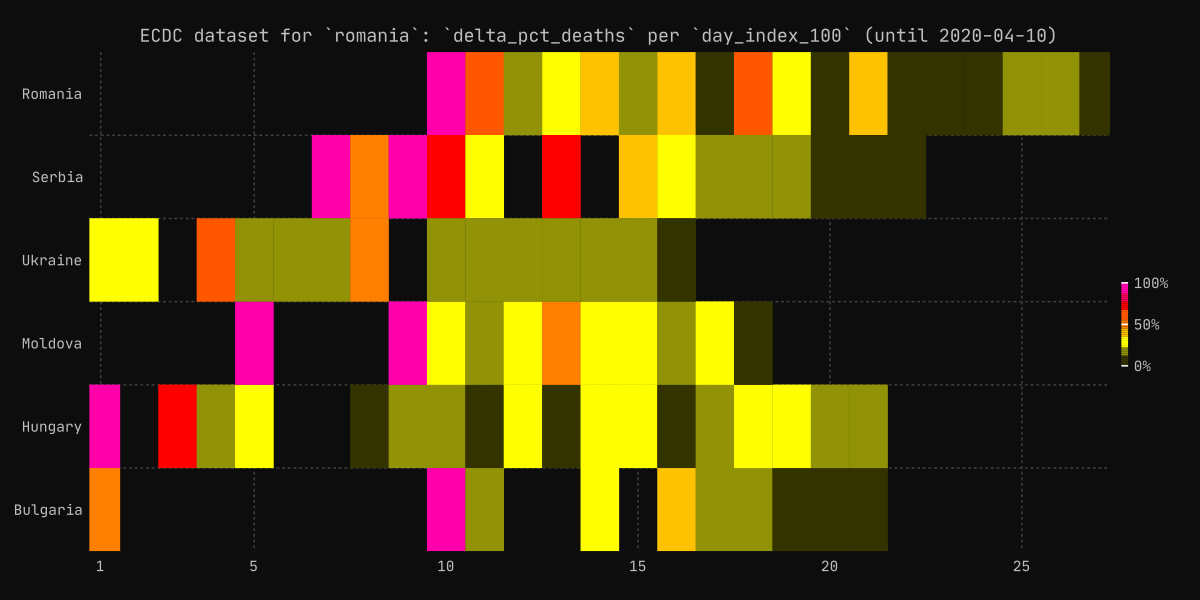 ECDC dataset for `romania`: `delta_pct_deaths` per `day_index_100` (until 2020-04-10)
Romania
Serbia
Ukraine
Moldova
Hungary
Bulgaria
100%
50%
0%
1 5 10 15 20 25